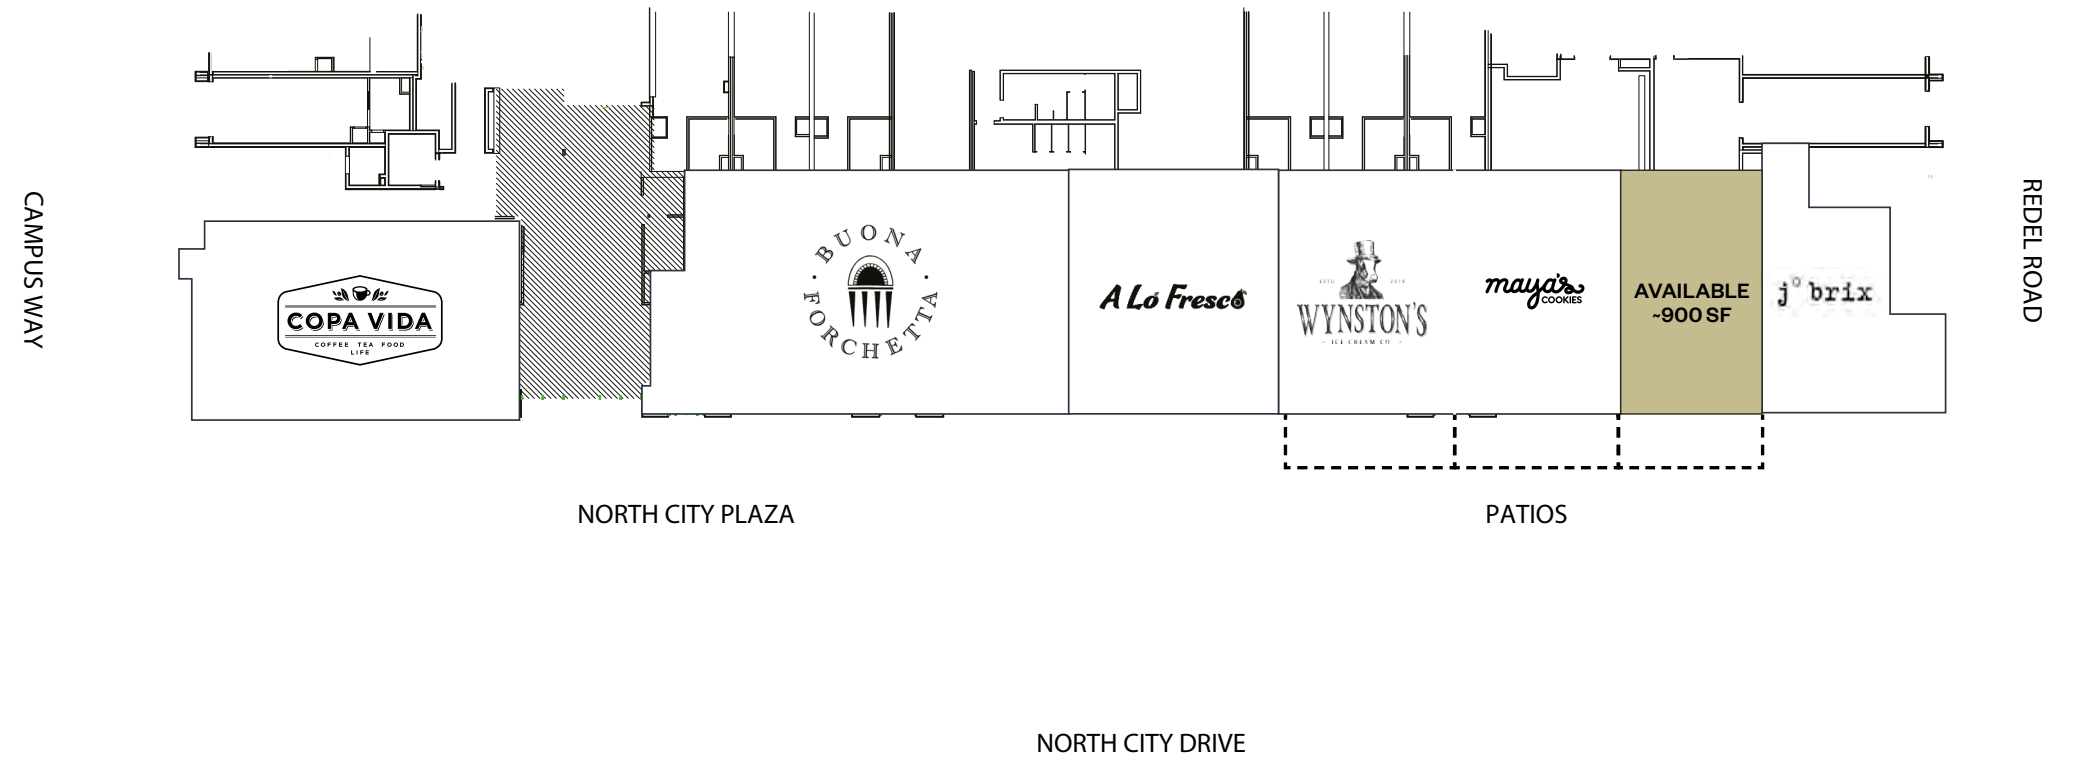 CAMPUS WAY
COPA VIDA
COFFEE TEA FOOD
LIFE
BUONA
FORCHETTA
A Ló Fresco
ESTD 2019
WYNSTON'S
~ ICE CREAM CO ~
maya's
COOKIES
AVAILABLE
~900 SF
j° brix
REDEL ROAD
NORTH CITY PLAZA
PATIOS
NORTH CITY DRIVE